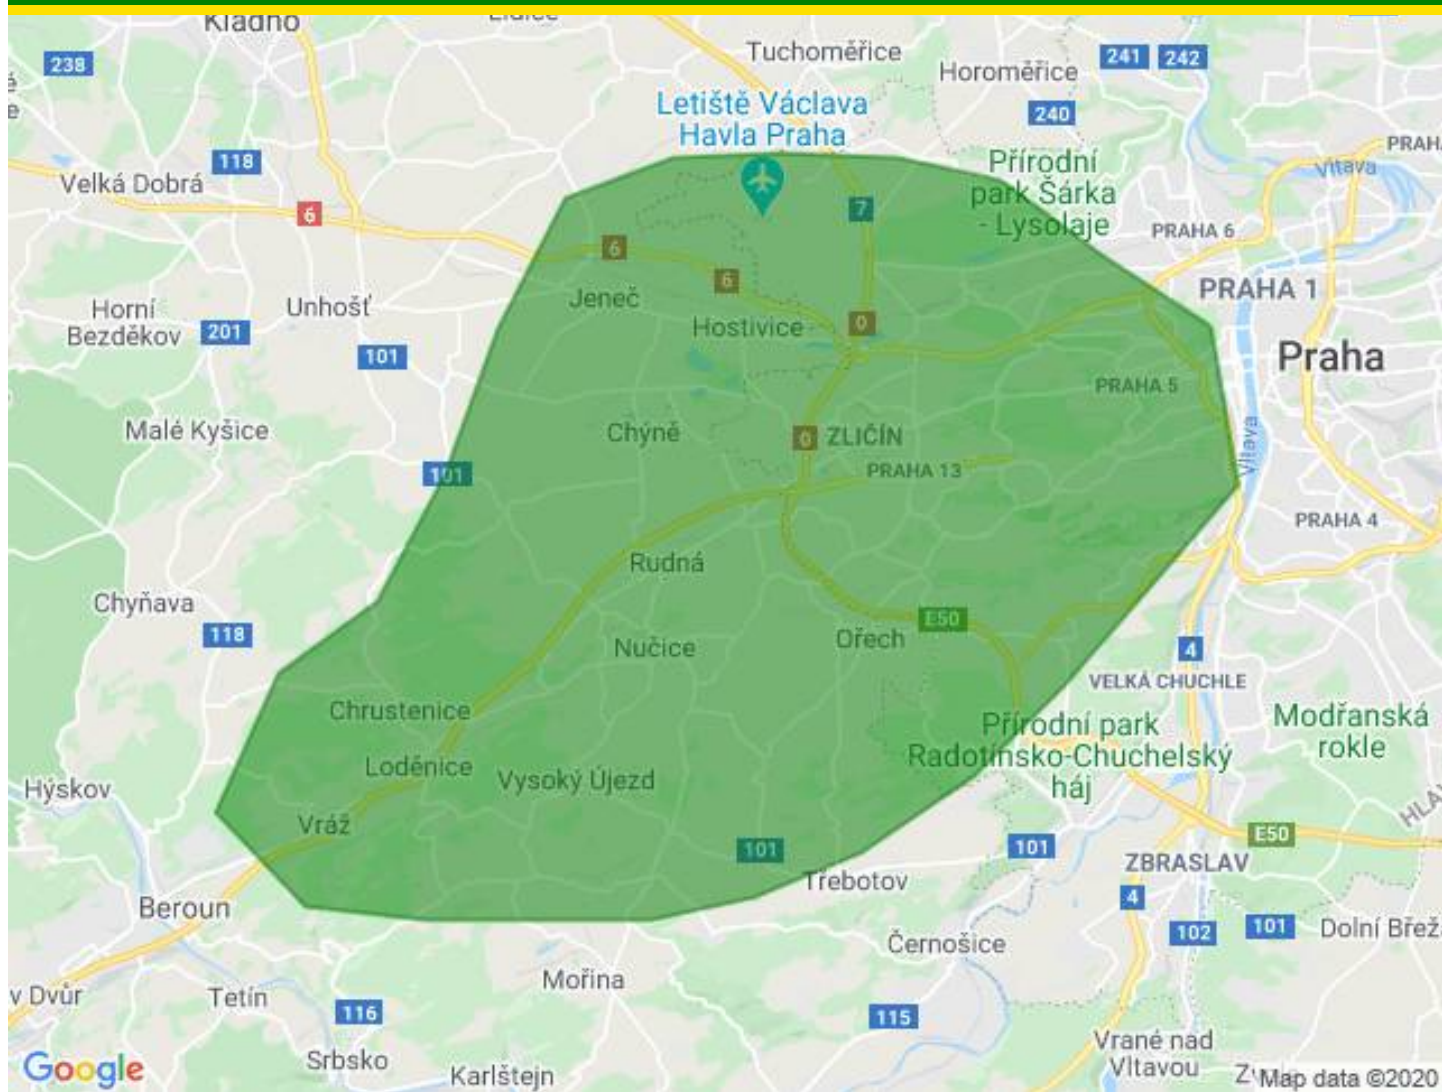 Kladno
238
Tuchoměřice
Horoměřice
241
242
Letiště Václava
Havla Praha
240
118
Velká Dobrá
6
7
Přírodní
park Šárka
- Lysolaje
PRAHA 6
Vltava
6
6
Jeneč
Horní
Bezděkov
201
Unhošť
101
Hostivice
0
PRAHA 1
Praha
PRAHA 5
Malé Kyšice
Chýně
0
ZLIČÍN
101
PRAHA 13
Vltava
PRAHA 4
Rudná
Chyňava
118
Nučice
Ořech
E50
4
VELKÁ CHUCHLE
Chrustenice
Loděnice
Vysoký Újezd
Přírodní park
Radotínsko-Chuchelský
háj
Modřanská
rokle
Hýskov
Vráž
101
101
E50
ZBRASLAV
Třebotov
4
102
101
Dolní Břež
Beroun
Černošice
Mořina
v Dvůr
Tetín
116
115
Srbsko
Karlštejn
Vrané nad
Vltavou
Google
Map data ©2020